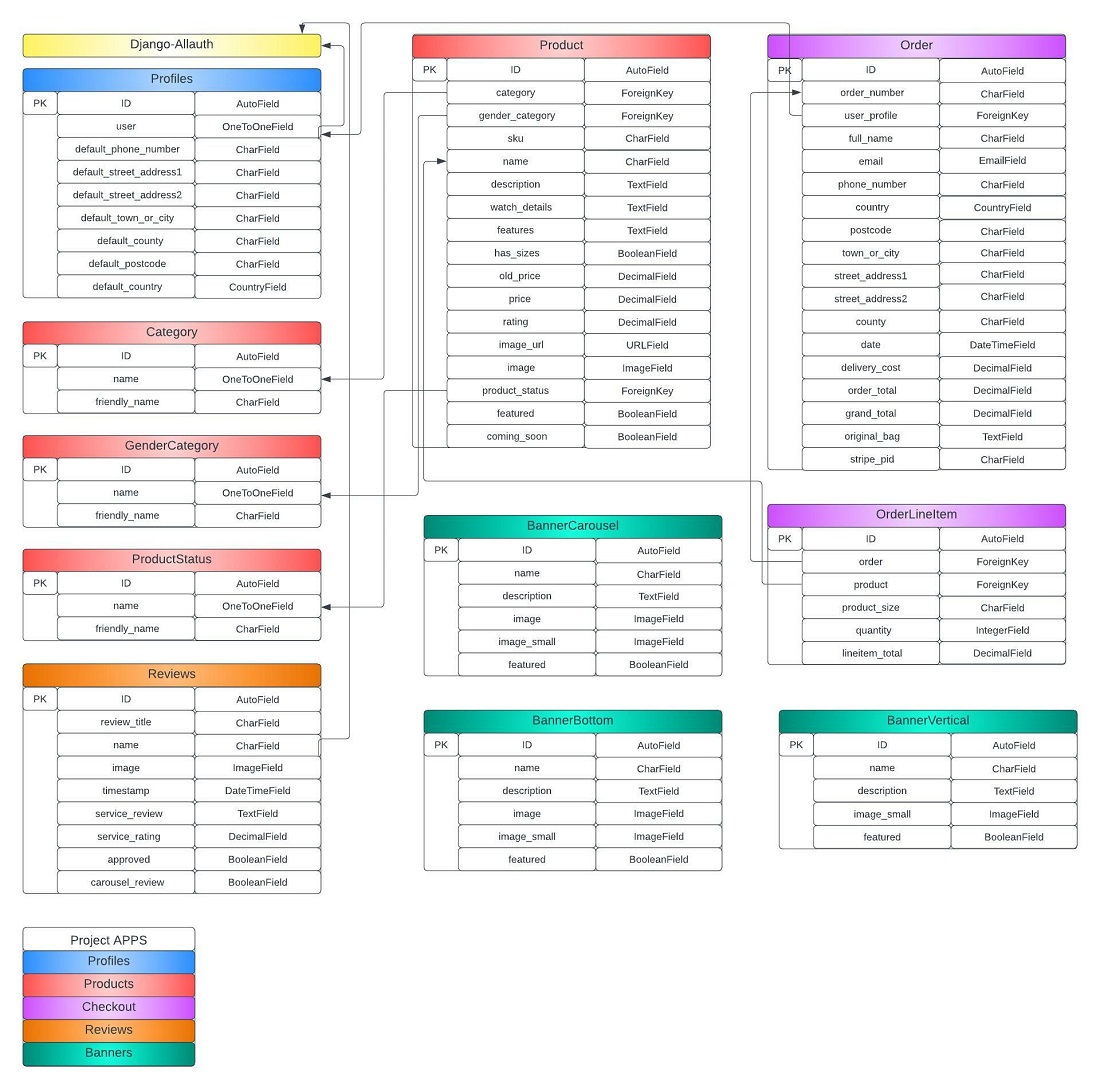 Django-Allauth
Profiles
PK ID AutoField
user OneToOneField
default_phone_number CharField
default_street_address1 CharField
default_street_address2 CharField
default_town_or_city CharField
default_county CharField
default_postcode CharField
default_country CountryField
Category
PK ID AutoField
name OneToOneField
friendly_name CharField
GenderCategory
PK ID AutoField
name OneToOneField
friendly_name CharField
ProductStatus
PK ID AutoField
name OneToOneField
friendly_name CharField
Reviews
PK ID AutoField
review_title CharField
name CharField
image ImageField
timestamp DateTimeField
service_review TextField
service_rating DecimalField
approved BooleanField
carousel_review BooleanField
Project APPS
Profiles
Products
Checkout
Reviews
Banners
Product
PK ID AutoField
category ForeignKey
gender_category ForeignKey
sku CharField
name CharField
description TextField
watch_details TextField
features TextField
has_sizes BooleanField
old_price DecimalField
price DecimalField
rating DecimalField
image_url URLField
image ImageField
product_status ForeignKey
featured BooleanField
coming_soon BooleanField
BannerCarousel
PK ID AutoField
name CharField
description TextField
image ImageField
image_small ImageField
featured BooleanField
BannerBottom
PK ID AutoField
name CharField
description TextField
image ImageField
image_small ImageField
featured BooleanField
Order
PK ID AutoField
order_number CharField
user_profile ForeignKey
full_name CharField
email EmailField
phone_number CharField
country CountryField
postcode CharField
town_or_city CharField
street_address1 CharField
street_address2 CharField
county CharField
date DateTimeField
delivery_cost DecimalField
order_total DecimalField
grand_total DecimalField
original_bag TextField
stripe_pid CharField
OrderLineItem
PK ID AutoField
order ForeignKey
product ForeignKey
product_size CharField
quantity IntegerField
lineitem_total DecimalField
BannerVertical
PK ID AutoField
name CharField
description TextField
image_small ImageField
featured BooleanField